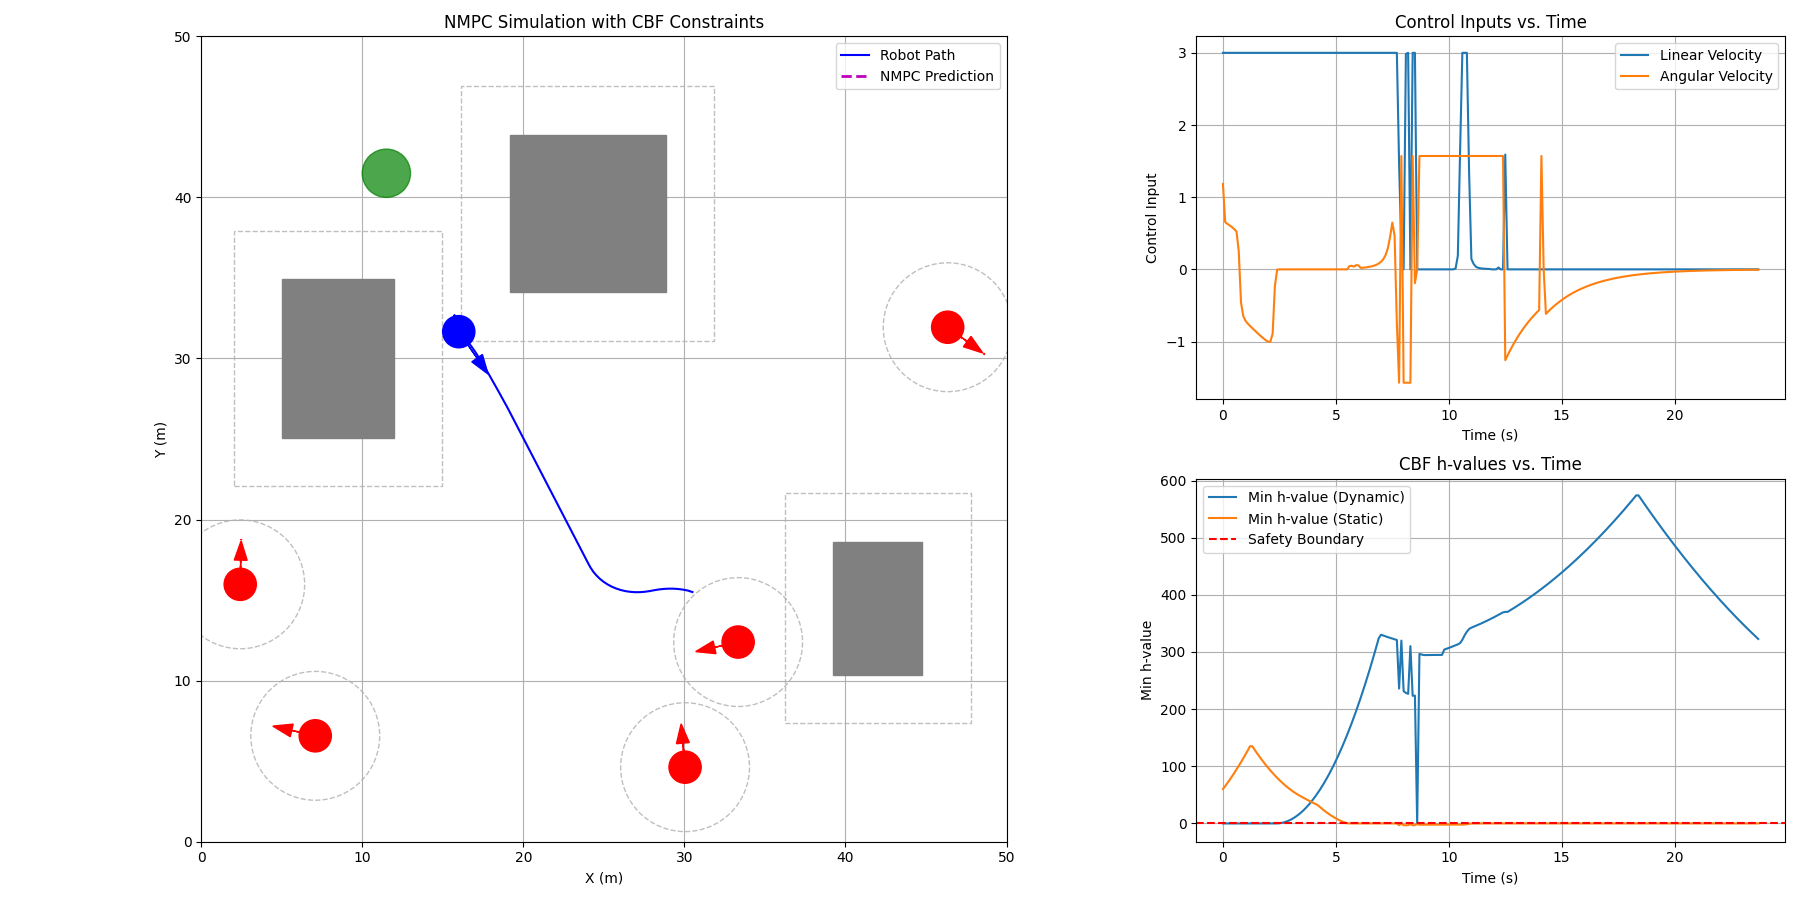 NMPC Simulation with CBF Constraints
Robot Path
NMPC Prediction
50
40
30
20
10
0
Y (m)
0 10 20 30 40 50
X (m)
Control Inputs vs. Time
Linear Velocity
Angular Velocity
3
2
1
0
−1
Control Input
0 5 10 15 20
Time (s)
CBF h-values vs. Time
Min h-value (Dynamic)
Min h-value (Static)
Safety Boundary
600
500
400
300
200
100
0
Min h-value
0 5 10 15 20
Time (s)